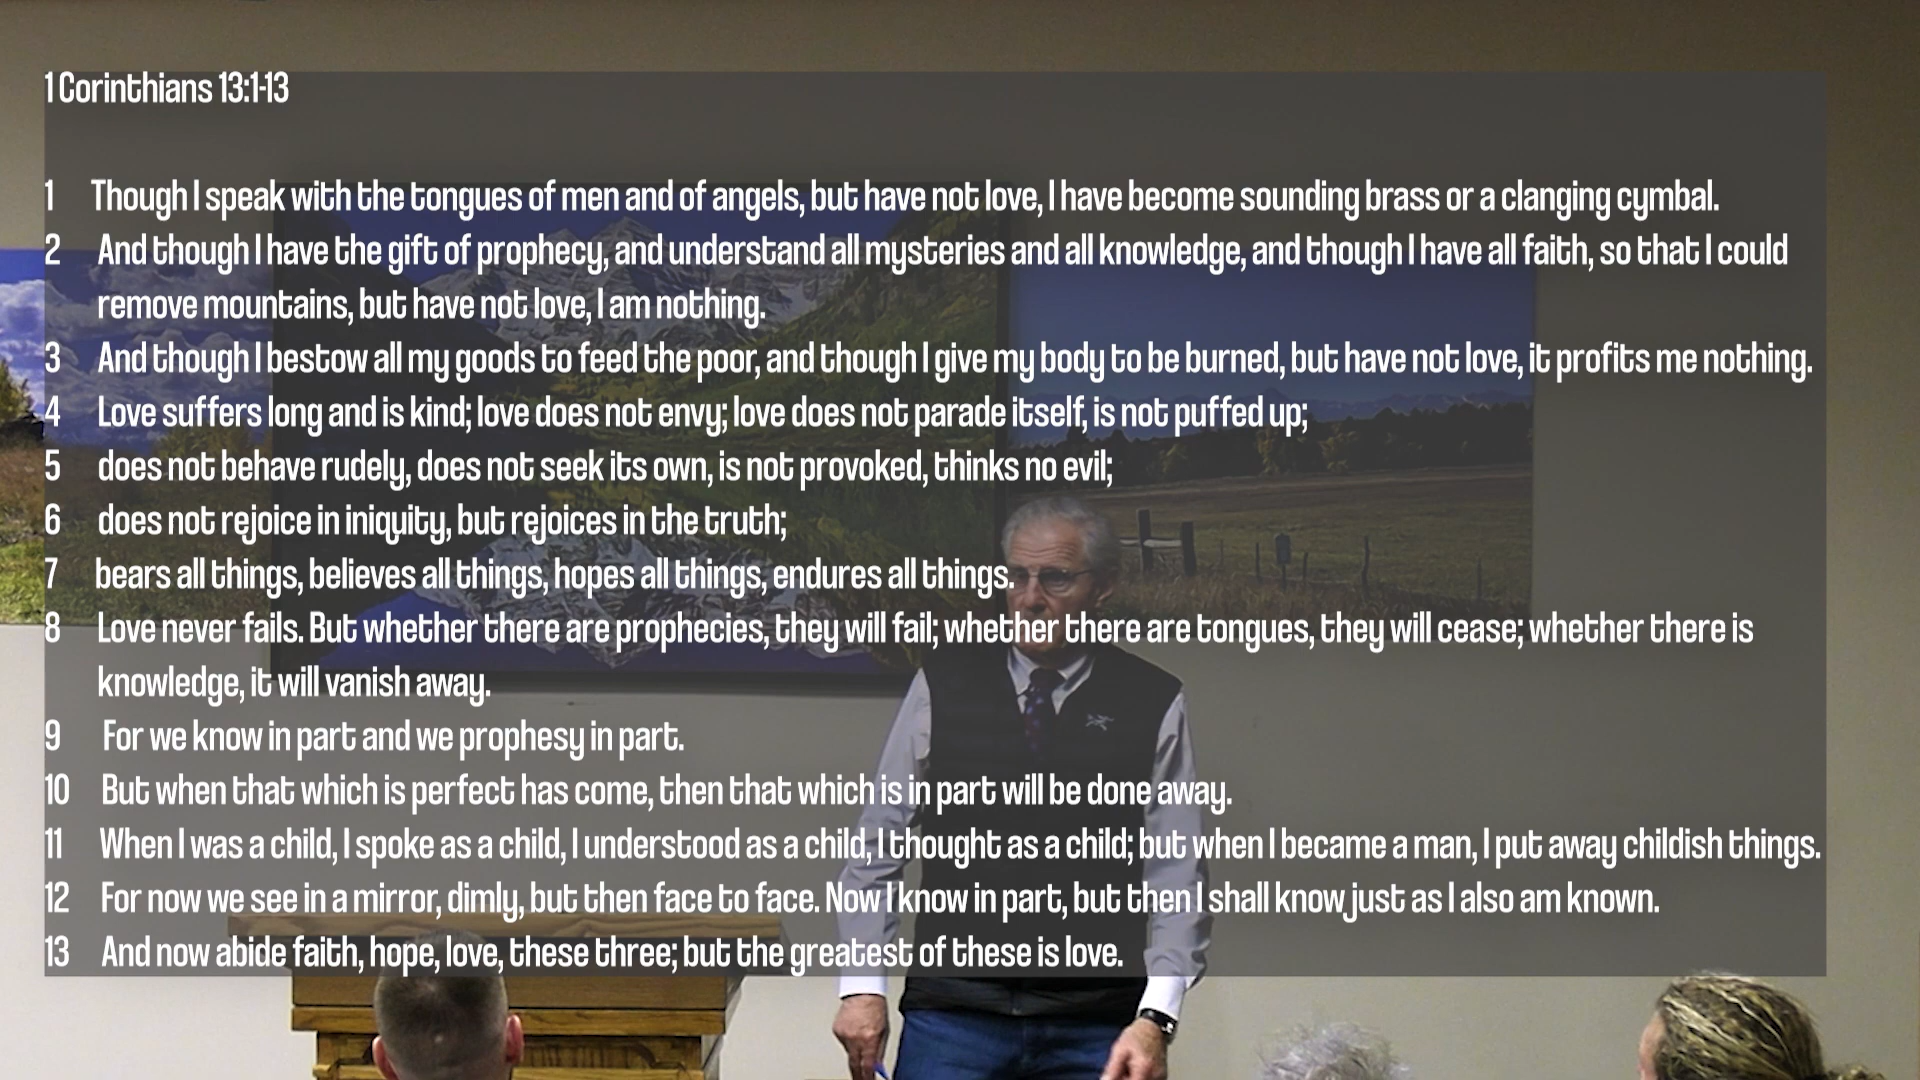 1 Corinthians 13:1-13
1 Though I speak with the tongues of men and of angels, but have not love, I have become sounding brass or a clanging cymbal.
2 And though I have the gift of prophecy, and understand all mysteries and all knowledge, and though I have all faith, so that I could
remove mountains, but have not love, I am nothing.
3 And though I bestow all my goods to feed the poor, and though I give my body to be burned, but have not love, it profits me nothing.
4 Love suffers long and is kind; love does not envy; love does not parade itself, is not puffed up;
5 does not behave rudely, does not seek its own, is not provoked, thinks no evil;
6 does not rejoice in iniquity, but rejoices in the truth;
7 bears all things, believes all things, hopes all things, endures all things.
8 Love never fails. But whether there are prophecies, they will fail; whether there are tongues, they will cease; whether there is
knowledge, it will vanish away.
9 For we know in part and we prophesy in part.
10 But when that which is perfect has come, then that which is in part will be done away.
11 When I was a child, I spoke as a child, I understood as a child, I thought as a child; but when I became a man, I put away childish things.
12 For now we see in a mirror, dimly, but then face to face. Now I know in part, but then I shall know just as I also am known.
13 And now abide faith, hope, love, these three; but the greatest of these is love.